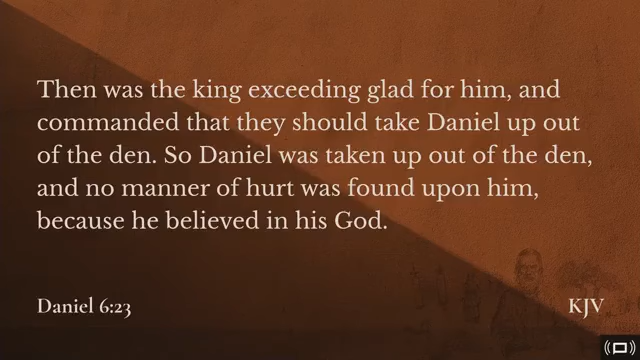 Then was the king exceeding glad for him, and
commanded that they should take Daniel up out
of the den. So Daniel was taken up out of the den,
and no manner of hurt was found upon him,
because he believed in his God.
Daniel 6:23
KJV